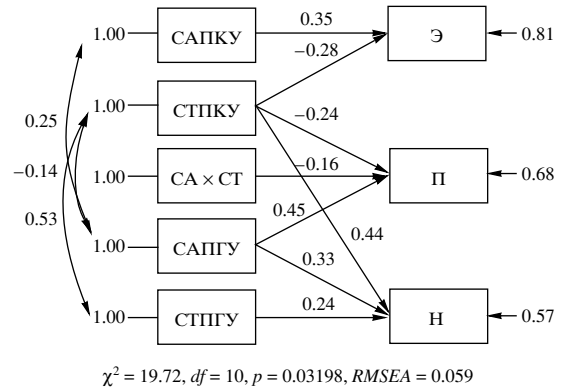 0.35
1.00 САПКУ Э 0.81
−0.28
1.00 СТПКУ
0.25
−0.24
−0.14
−0.16
1.00 СА × СТ П 0.68
0.45
0.53
0.44
1.00 САПГУ
0.33
0.24
1.00 СТПГУ Н 0.57
χ² = 19.72, df = 10, p = 0.03198, RMSEA = 0.059